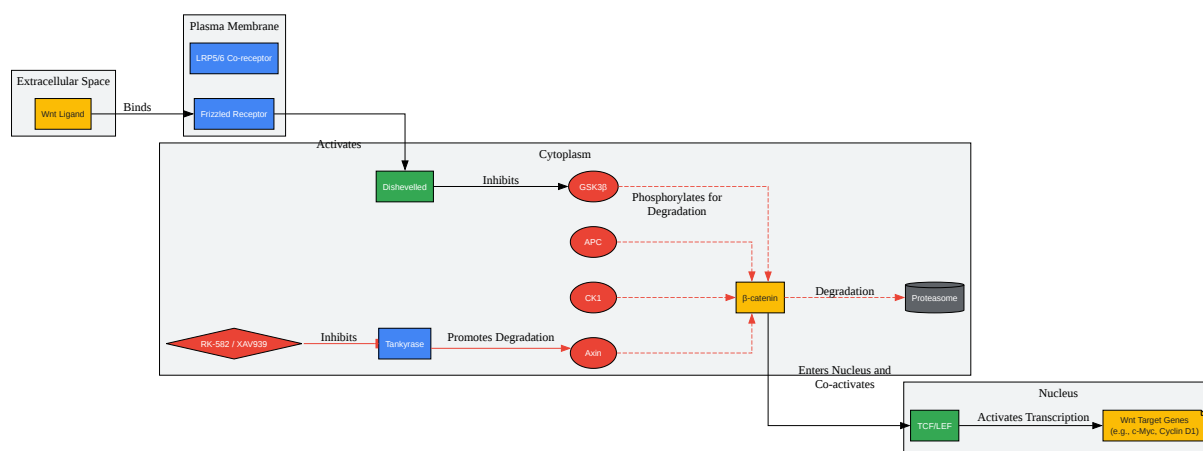 Plasma Membrane
LRP5/6 Co-receptor
Extracellular Space
Wnt Ligand
Binds
Frizzled Receptor
Activates
Cytoplasm
Dishevelled
Inhibits
GSK3β
Phosphorylates for
Degradation
APC
CK1
β-catenin
Degradation
Proteasome
RK-582 / XAV939
Inhibits
Tankyrase
Promotes Degradation
Axin
Enters Nucleus and
Co-activates
Nucleus
TCF/LEF
Activates Transcription
Wnt Target Genes
(e.g., c-Myc, Cyclin D1)